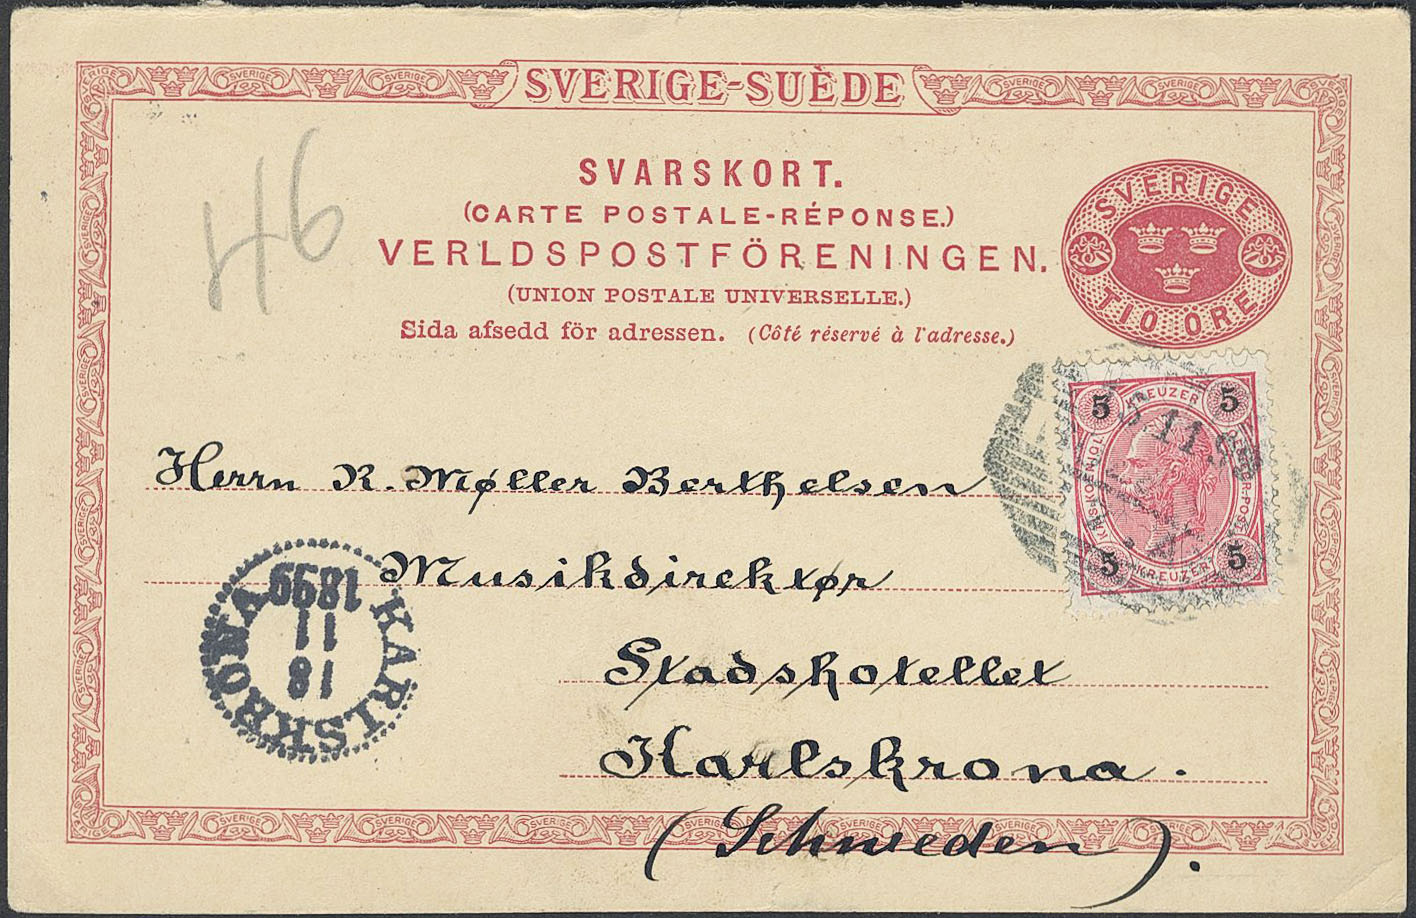 SVERIGE-SUÈDE
SVARSKORT.
(CARTE POSTALE-RÉPONSE.)
VERLDSPOSTFÖRENINGEN.
(UNION POSTALE UNIVERSELLE.)
Sida afsedd för adressen. (Côté réservé à l'adresse.)
SVERIGE
TIO ÖRE
46
5 KREUZER 5
5 KREUZER 5
Herrn R. Møller Berthelsen
Musikdirektør
Stadshotellet
Karlskrona.
(Schweden).
KARLSKRONA
18
11
1899